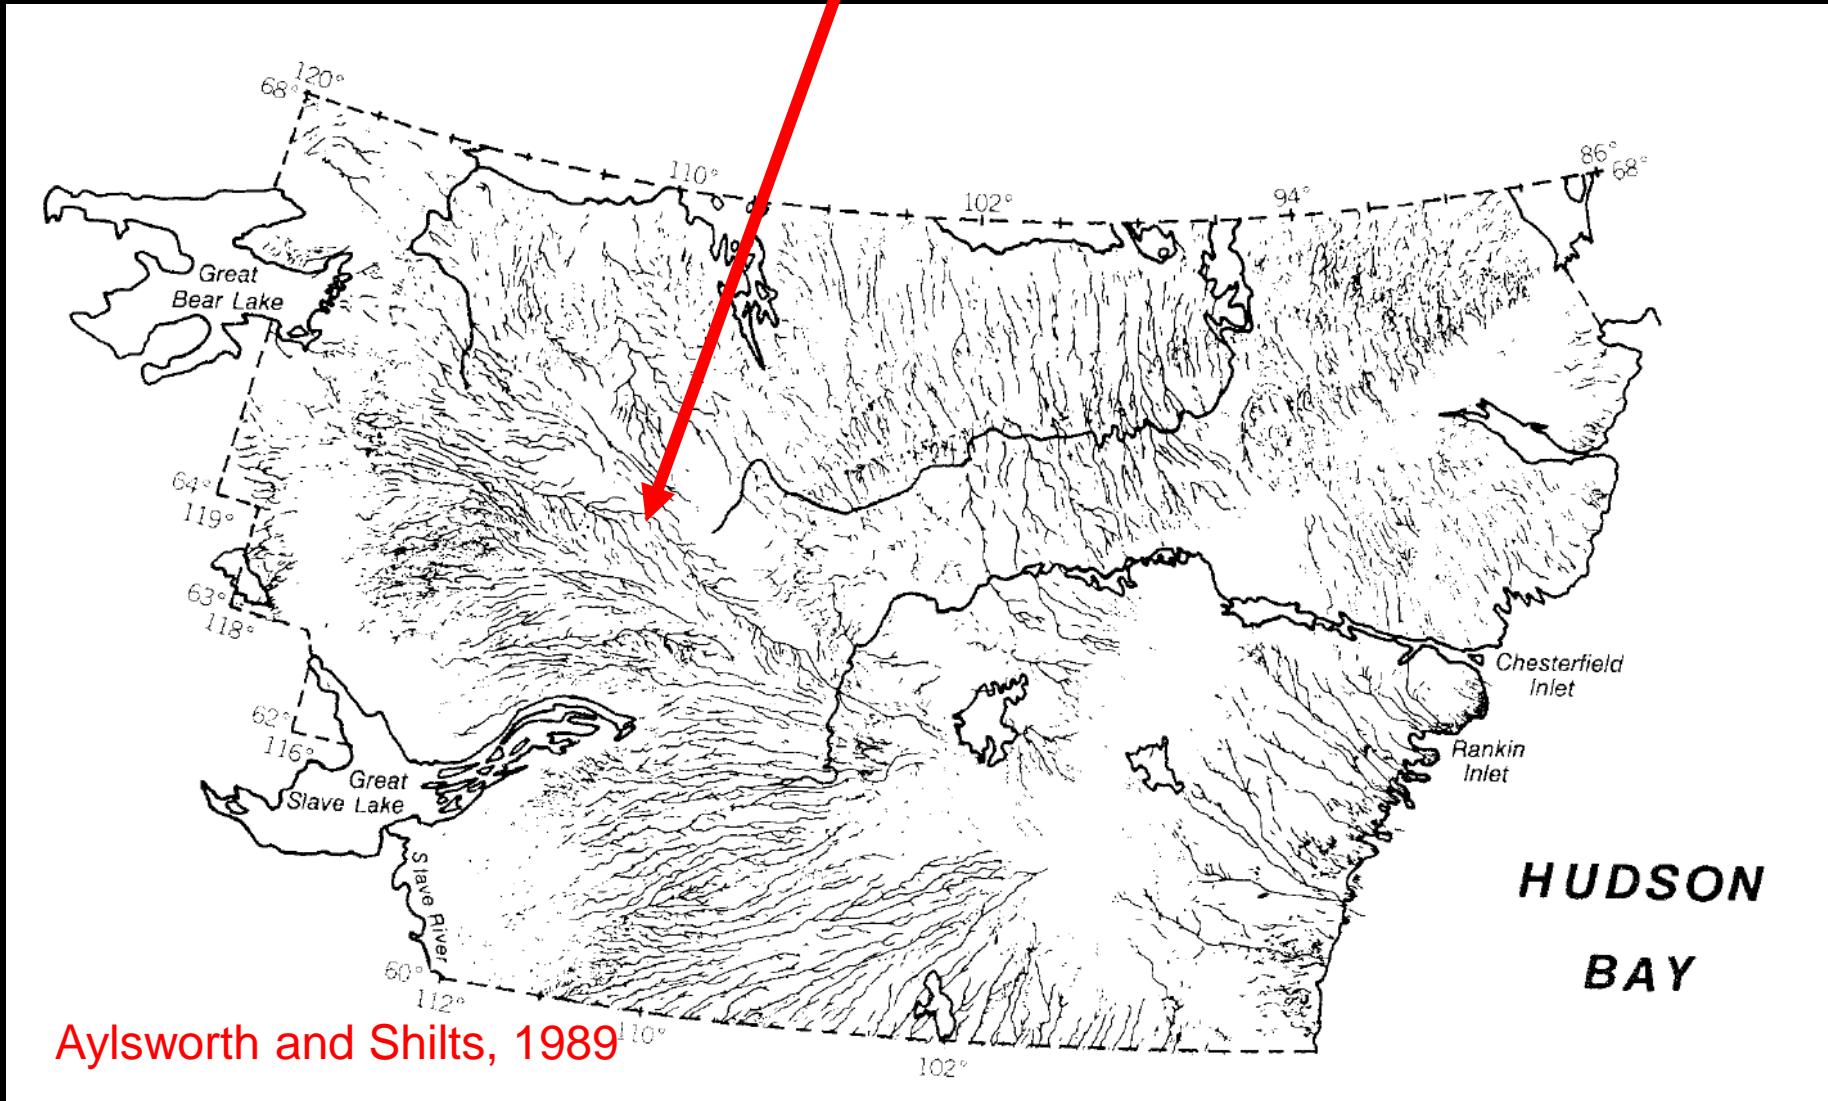 120°
68°
110°
102°
94°
86°
68°
Great
Bear Lake
64°
119°
63°
118°
62°
116°
Great
Slave Lake
Slave River
60°
112°
110°
102°
Chesterfield
Inlet
Rankin
Inlet
HUDSON
BAY
Aylsworth and Shilts, 1989